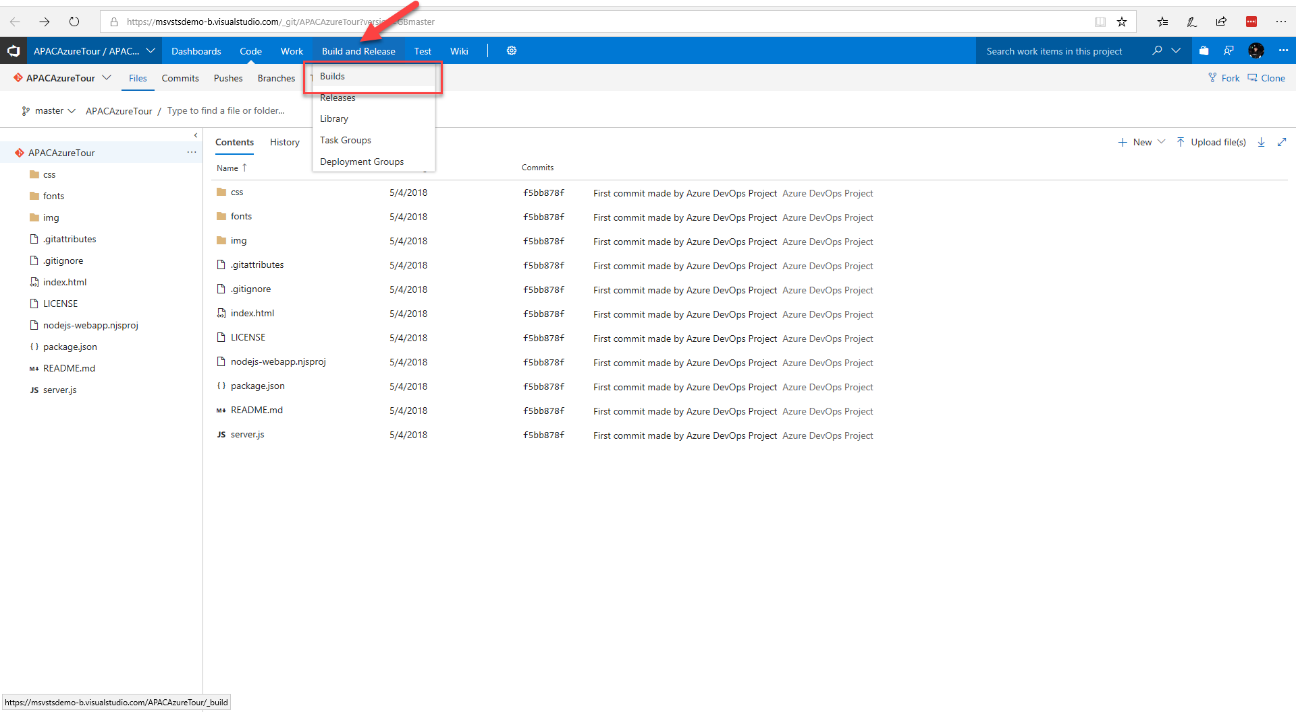 https://msvstsdemo-b.visualstudio.com/_git/APACAzureTour?version=GBmaster
APACAzureTour / APAC... Dashboards Code Work Build and Release Test Wiki Search work items in this project
APACAzureTour Files Commits Pushes Branches Builds Fork Clone
Releases
master APACAzureTour / Type to find a file or folder...
Library
Task Groups
Deployment Groups
APACAzureTour
css
fonts
img
.gitattributes
.gitignore
index.html
LICENSE
nodejs-webapp.njsproj
{} package.json
M↓ README.md
JS server.js
Contents History New Upload file(s)
Name ↑ Commits
css 5/4/2018 f5bb878f First commit made by Azure DevOps Project Azure DevOps Project
fonts 5/4/2018 f5bb878f First commit made by Azure DevOps Project Azure DevOps Project
img 5/4/2018 f5bb878f First commit made by Azure DevOps Project Azure DevOps Project
.gitattributes 5/4/2018 f5bb878f First commit made by Azure DevOps Project Azure DevOps Project
.gitignore 5/4/2018 f5bb878f First commit made by Azure DevOps Project Azure DevOps Project
index.html 5/4/2018 f5bb878f First commit made by Azure DevOps Project Azure DevOps Project
LICENSE 5/4/2018 f5bb878f First commit made by Azure DevOps Project Azure DevOps Project
nodejs-webapp.njsproj 5/4/2018 f5bb878f First commit made by Azure DevOps Project Azure DevOps Project
{} package.json 5/4/2018 f5bb878f First commit made by Azure DevOps Project Azure DevOps Project
M↓ README.md 5/4/2018 f5bb878f First commit made by Azure DevOps Project Azure DevOps Project
JS server.js 5/4/2018 f5bb878f First commit made by Azure DevOps Project Azure DevOps Project
https://msvstsdemo-b.visualstudio.com/APACAzureTour/_build